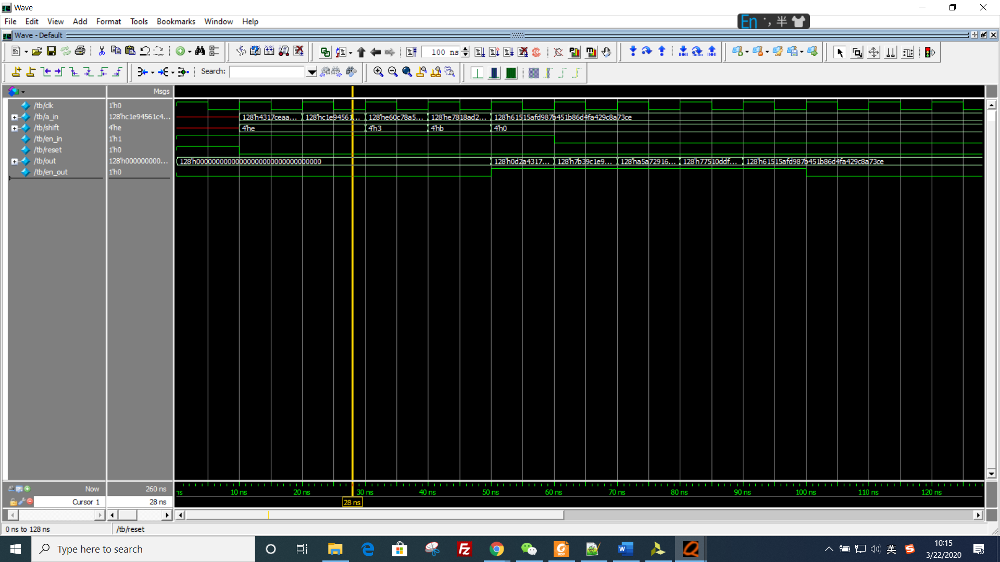 Wave
File Edit View Add Format Tools Bookmarks Window Help
En 半
Wave - Default
100 ns
Search:
Msgs
/tb/clk 1'h0
/tb/a_in 128'hc1e94561c4... 128'h4317ceaa... 128'hc1e94561... 128'he60c78a5... 128'he7818ad2... 128'h61515afd987b451b86d4fa429c8a73ce
/tb/shift 4'he 4'he 4'h3 4'hb 4'h0
/tb/en_in 1'h1
/tb/reset 1'h0
/tb/out 128'h000000000... 128'h00000000000000000000000000000000 128'h0d2a4317... 128'h7b39c1e9... 128'ha5a72916... 128'h77510ddf... 128'h61515afd987b451b86d4fa429c8a73ce
/tb/en_out 1'h0
Now 260 ns ns 10 ns 20 ns 30 ns 40 ns 50 ns 60 ns 70 ns 80 ns 90 ns 100 ns 110 ns 120 ns
Cursor 1 28 ns 28 ns
0 ns to 128 ns /tb/reset
Type here to search
英
10:15
3/22/2020